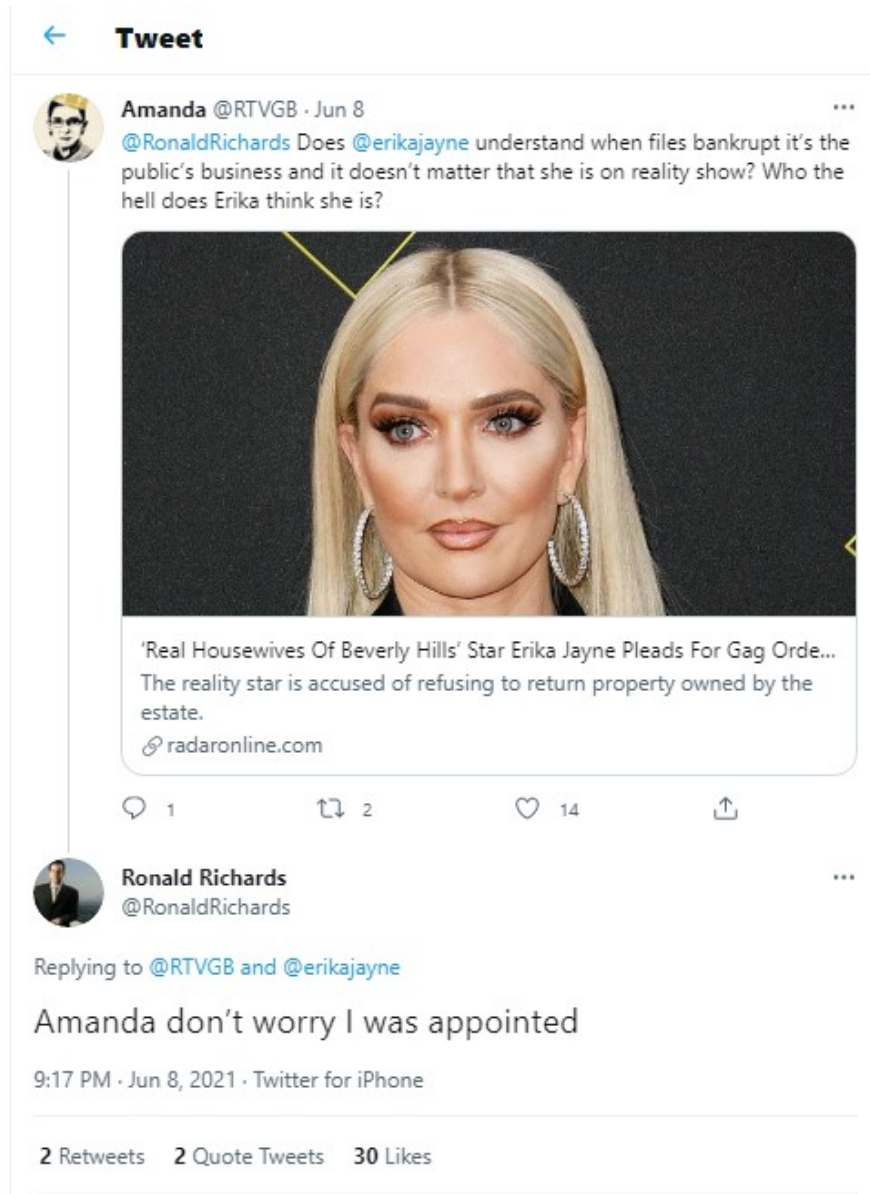 Tweet
Amanda @RTVGB · Jun 8
@RonaldRichards Does @erikajayne understand when files bankrupt it's the
public's business and it doesn't matter that she is on reality show? Who the
hell does Erika think she is?
'Real Housewives Of Beverly Hills' Star Erika Jayne Pleads For Gag Orde...
The reality star is accused of refusing to return property owned by the
estate.
radaronline.com
1 2 14
Ronald Richards
@RonaldRichards
Replying to @RTVGB and @erikajayne
Amanda don't worry I was appointed
9:17 PM · Jun 8, 2021 · Twitter for iPhone
2 Retweets 2 Quote Tweets 30 Likes